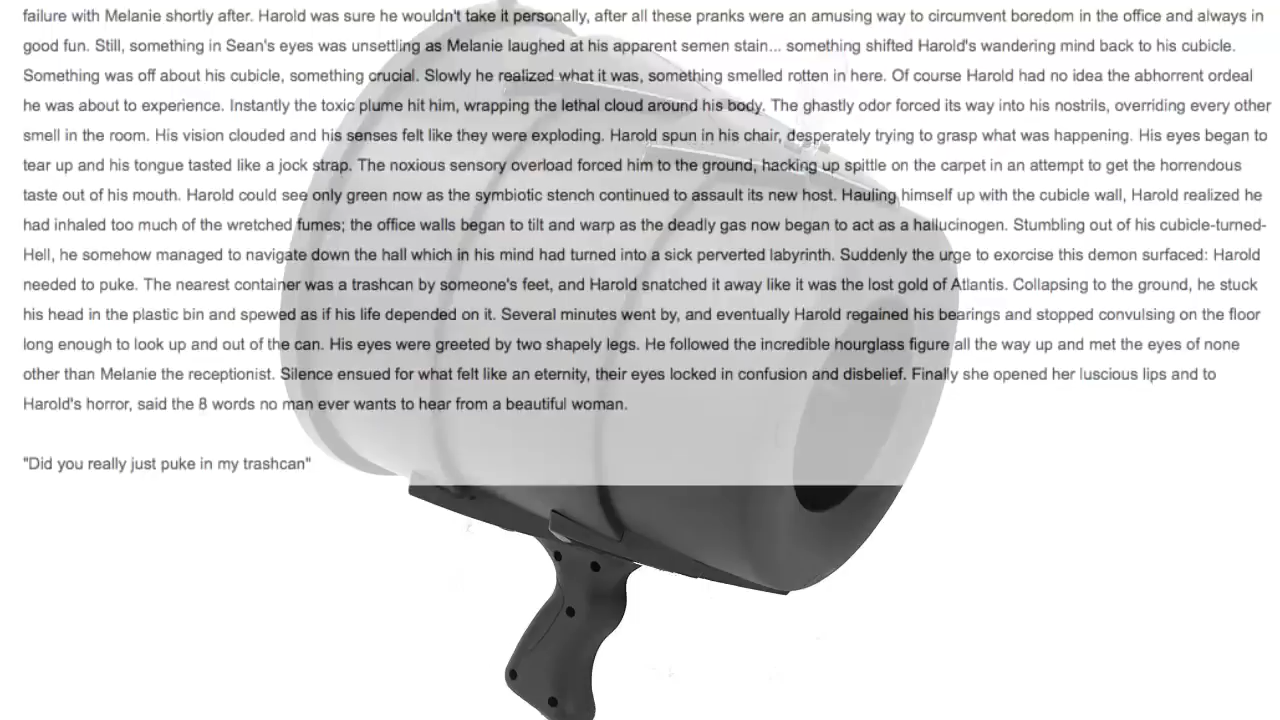 failure with Melanie shortly after. Harold was sure he wouldn't take it personally, after all these pranks were an amusing way to circumvent boredom in the office and always in
good fun. Still, something in Sean's eyes was unsettling as Melanie laughed at his apparent semen stain... something shifted Harold's wandering mind back to his cubicle.
Something was off about his cubicle, something crucial. Slowly he realized what it was, something smelled rotten in here. Of course Harold had no idea the abhorrent ordeal
he was about to experience. Instantly the toxic plume hit him, wrapping the lethal cloud around his body. The ghastly odor forced its way into his nostrils, overriding every other
smell in the room. His vision clouded and his senses felt like they were exploding. Harold spun in his chair, desperately trying to grasp what was happening. His eyes began to
tear up and his tongue tasted like a jock strap. The noxious sensory overload forced him to the ground, hacking up spittle on the carpet in an attempt to get the horrendous
taste out of his mouth. Harold could see only green now as the symbiotic stench continued to assault its new host. Hauling himself up with the cubicle wall, Harold realized he
had inhaled too much of the wretched fumes; the office walls began to tilt and warp as the deadly gas now began to act as a hallucinogen. Stumbling out of his cubicle-turned-
Hell, he somehow managed to navigate down the hall which in his mind had turned into a sick perverted labyrinth. Suddenly the urge to exorcise this demon surfaced: Harold
needed to puke. The nearest container was a trashcan by someone's feet, and Harold snatched it away like it was the lost gold of Atlantis. Collapsing to the ground, he stuck
his head in the plastic bin and spewed as if his life depended on it. Several minutes went by, and eventually Harold regained his bearings and stopped convulsing on the floor
long enough to look up and out of the can. His eyes were greeted by two shapely legs. He followed the incredible hourglass figure all the way up and met the eyes of none
other than Melanie the receptionist. Silence ensued for what felt like an eternity, their eyes locked in confusion and disbelief. Finally she opened her luscious lips and to
Harold's horror, said the 8 words no man ever wants to hear from a beautiful woman.
"Did you really just puke in my trashcan"